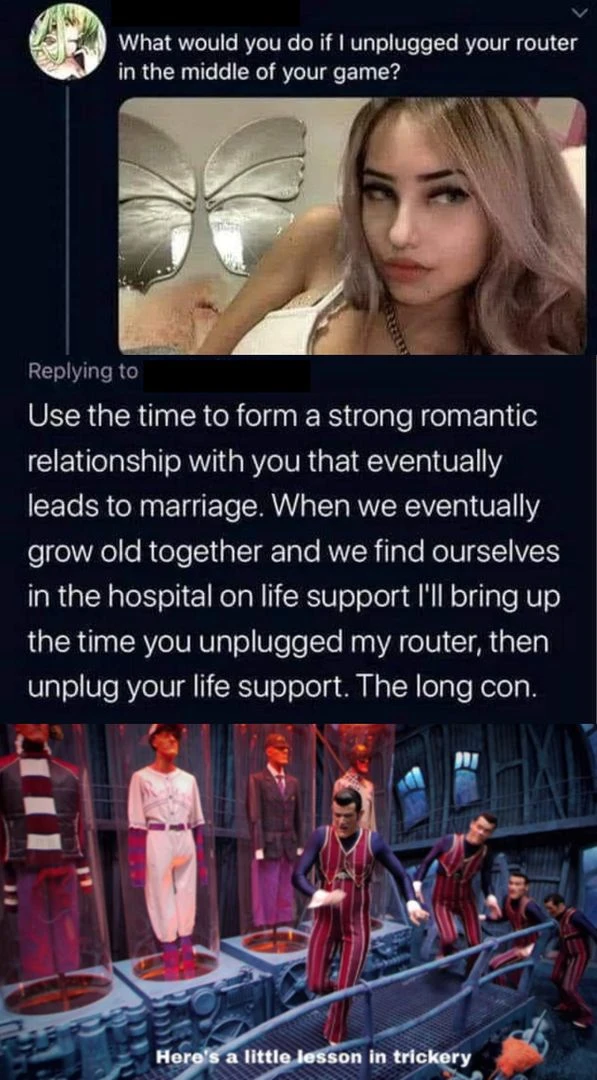 What would you do if I unplugged your router
in the middle of your game?
Replying to
Use the time to form a strong romantic
relationship with you that eventually
leads to marriage. When we eventually
grow old together and we find ourselves
in the hospital on life support I'll bring up
the time you unplugged my router, then
unplug your life support. The long con.
Here's a little lesson in trickery